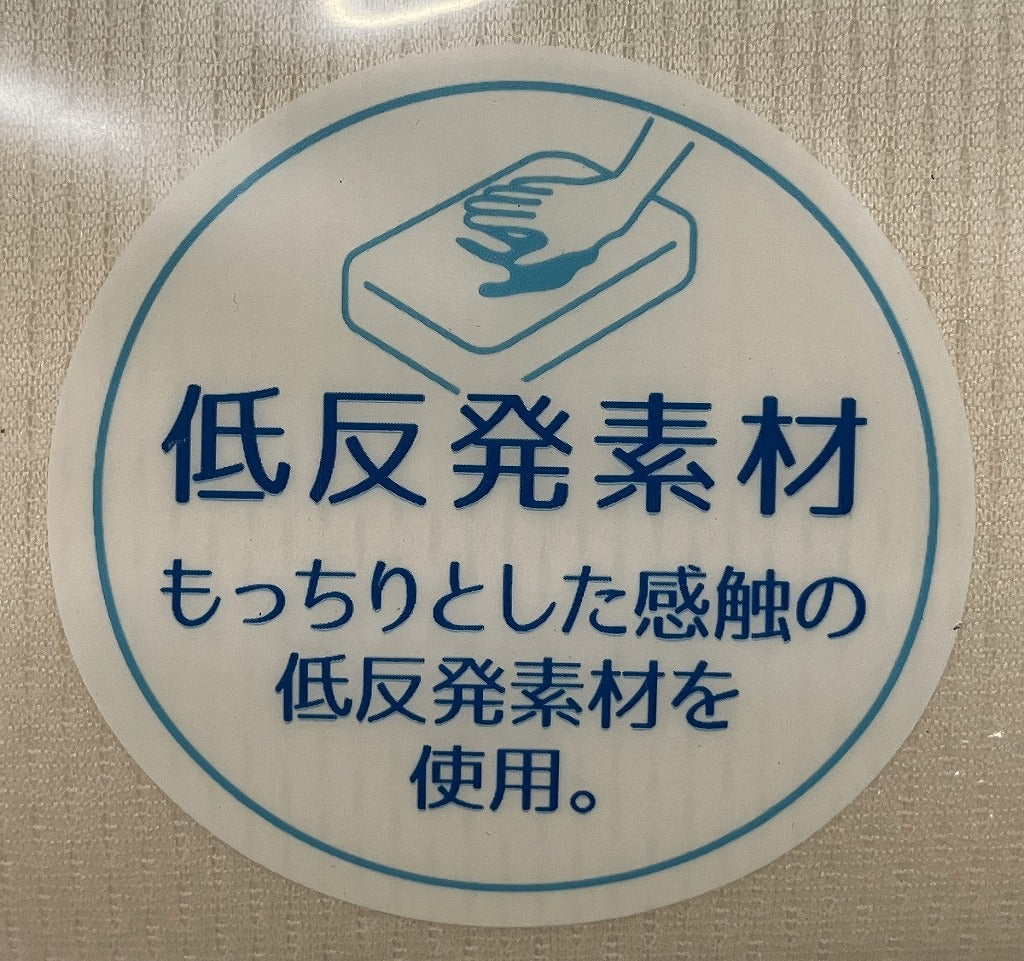 低反発素材
もっちりとした感触の
低反発素材を
使用。